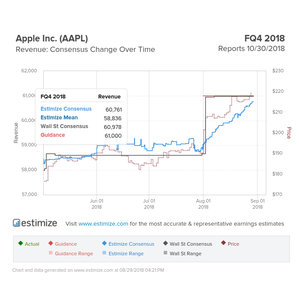 Apple Inc. (AAPL) FQ4 2018
Revenue: Consensus Change Over Time Reports 10/30/2018
62,000 $230
61,000 $220
60,000 $210
$200
59,000 $190
58,000 $180
57,000 $170
Revenue
Price
FQ4 2018 Revenue
Estimize Consensus 60,761
Estimize Mean 58,836
Wall St Consensus 60,978
Guidance 61,000
Jun 01 2018 Jul 01 2018 Aug 01 2018 Sep 01 2018
estimize Visit www.estimize.com for the most accurate & representative earnings estimates
Actual Guidance Estimize Consensus Wall St Consensus Price
Guidance Range Estimize Range Wall St Range
Chart and data generated on www.estimize.com at 08/29/2018 04:21 PM